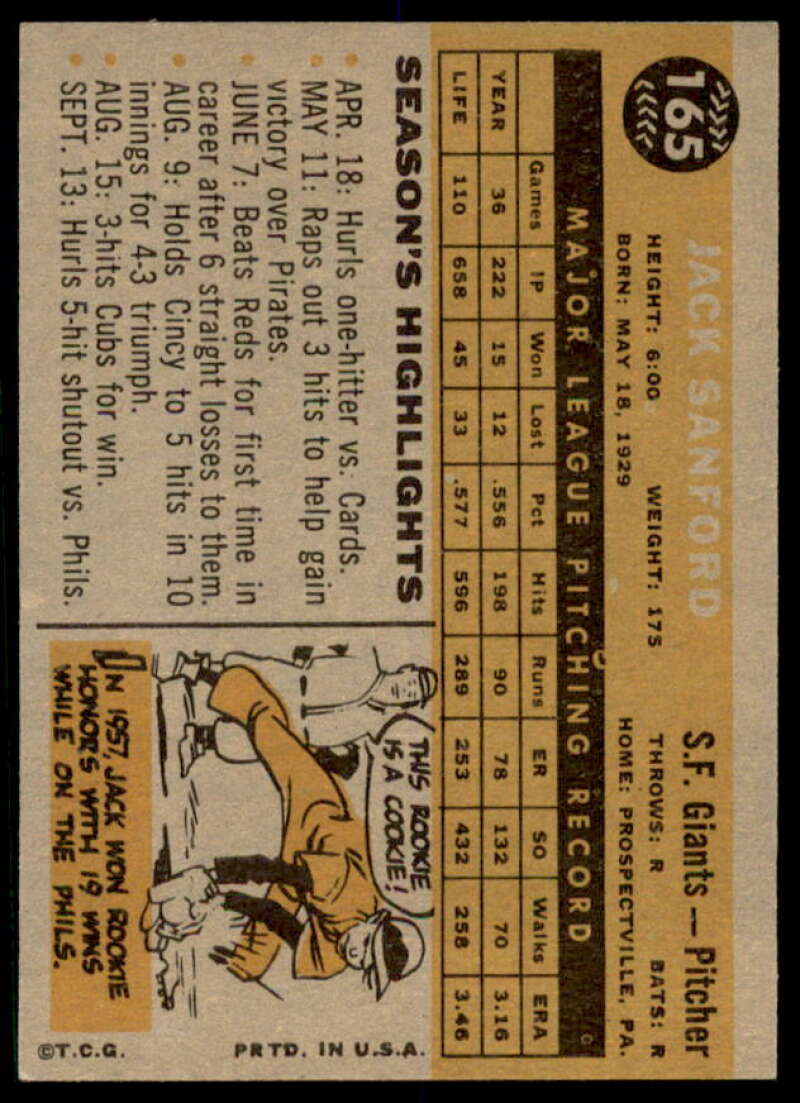 165
JACK SANFORD
S.F. Giants — Pitcher
HEIGHT: 6:00 WEIGHT: 175 THROWS: R BATS: R
BORN: MAY 18, 1929 HOME: PROSPECTVILLE, PA.
MAJOR LEAGUE PITCHING RECORD
Games IP Won Lost Pct Hits Runs ER SO Walks ERA
YEAR 36 222 15 12 .556 198 90 78 132 70 3.16
LIFE 110 658 45 33 .577 596 289 253 432 258 3.46
SEASON'S HIGHLIGHTS
• APR. 18: Hurls one-hitter vs. Cards.
• MAY 11: Raps out 3 hits to help gain
victory over Pirates.
• JUNE 7: Beats Reds for first time in
career after 6 straight losses to them.
• AUG. 9: Holds Cincy to 5 hits in 10
innings for 4-3 triumph.
• AUG. 15: 3-hits Cubs for win.
• SEPT. 13: Hurls 5-hit shutout vs. Phils.
THIS ROOKIE
IS A COOKIE!
IN 1957, JACK WON ROOKIE
HONORS WITH 19 WINS
WHILE ON THE PHILS.
©T.C.G. PRTD. IN U.S.A.